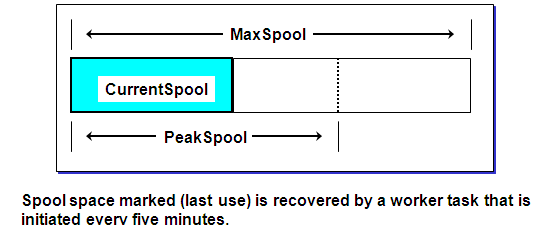 MaxSpool
CurrentSpool
PeakSpool
Spool space marked (last use) is recovered by a worker task that is
initiated every five minutes.